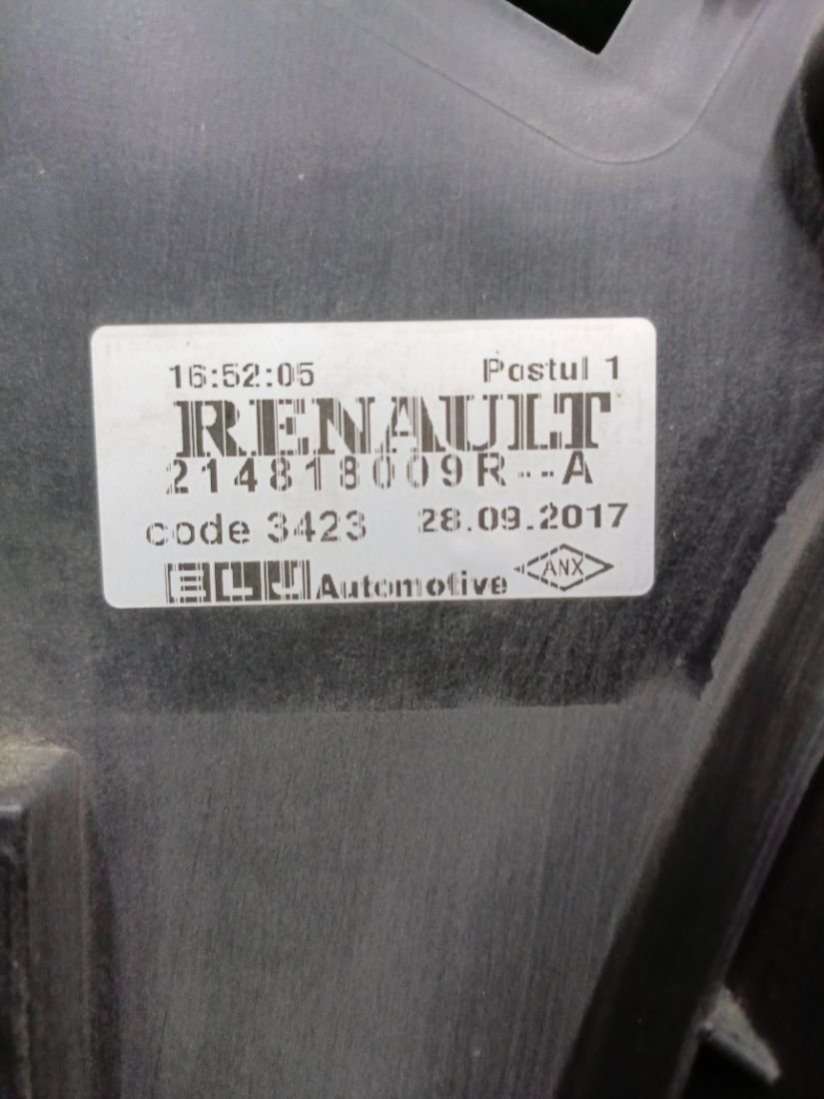 16:52:05 Postul 1
RENAULT
214818009R--A
code 3423 28.09.2017
Automotive ANX